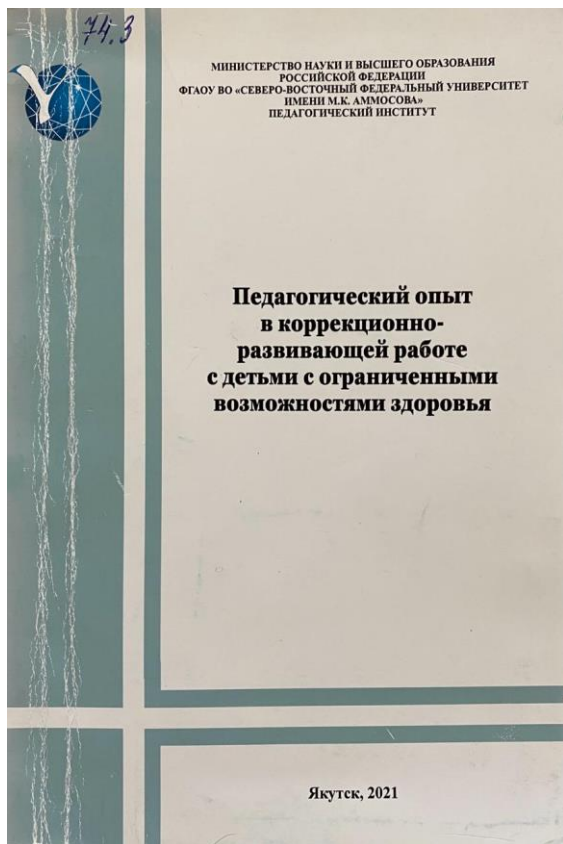 74.3
МИНИСТЕРСТВО НАУКИ И ВЫСШЕГО ОБРАЗОВАНИЯ
РОССИЙСКОЙ ФЕДЕРАЦИИ
ФГАОУ ВО «СЕВЕРО-ВОСТОЧНЫЙ ФЕДЕРАЛЬНЫЙ УНИВЕРСИТЕТ
ИМЕНИ М.К. АММОСОВА»
ПЕДАГОГИЧЕСКИЙ ИНСТИТУТ
Педагогический опыт
в коррекционно-
развивающей работе
с детьми с ограниченными
возможностями здоровья
Якутск, 2021